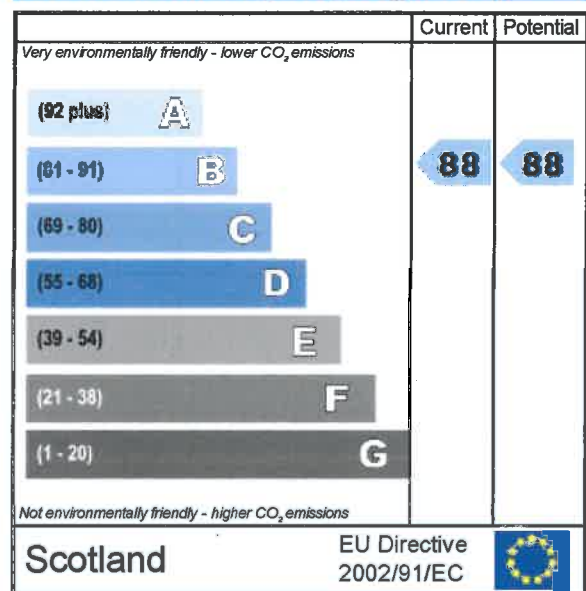 Current Potential
Very environmentally friendly - lower CO₂ emissions
(92 plus) A
(81 - 91) B 88 88
(69 - 80) C
(55 - 68) D
(39 - 54) E
(21 - 38) F
(1 - 20) G
Not environmentally friendly - higher CO₂ emissions
Scotland
EU Directive
2002/91/EC